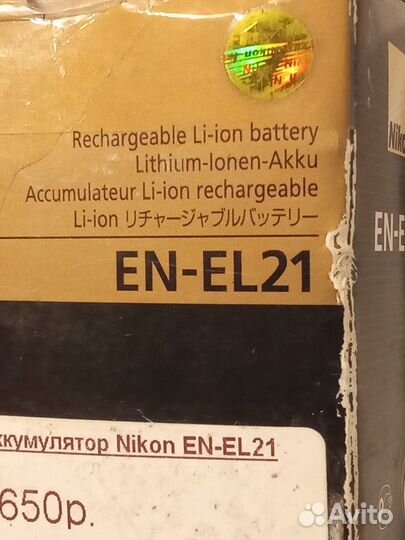 Rechargeable Li-ion battery
Lithium-Ionen-Akku
Accumulateur Li-ion rechargeable
Li-ion リチャージャブルバッテリー
EN-EL21
ккумулятор Nikon EN-EL21
650р.
Nik
EN-E
Avito